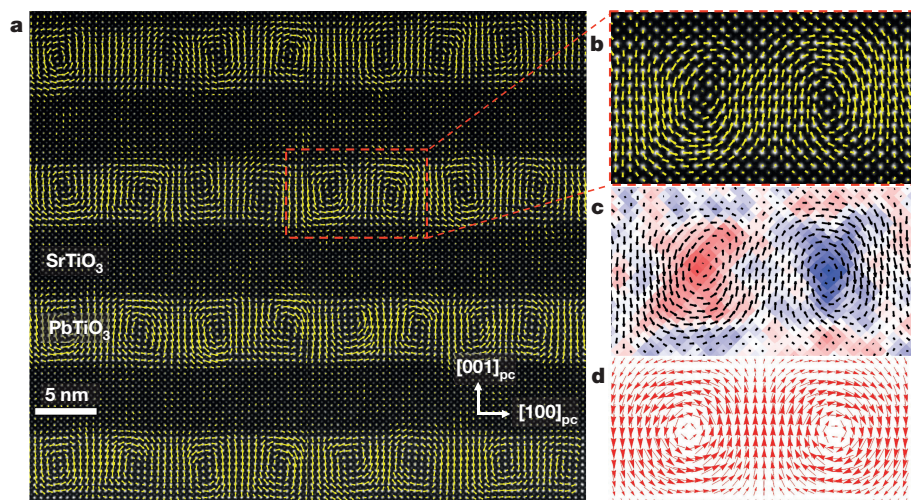 a
b
c
SrTiO₃
PbTiO₃
[001]pc
5 nm
[100]pc
d